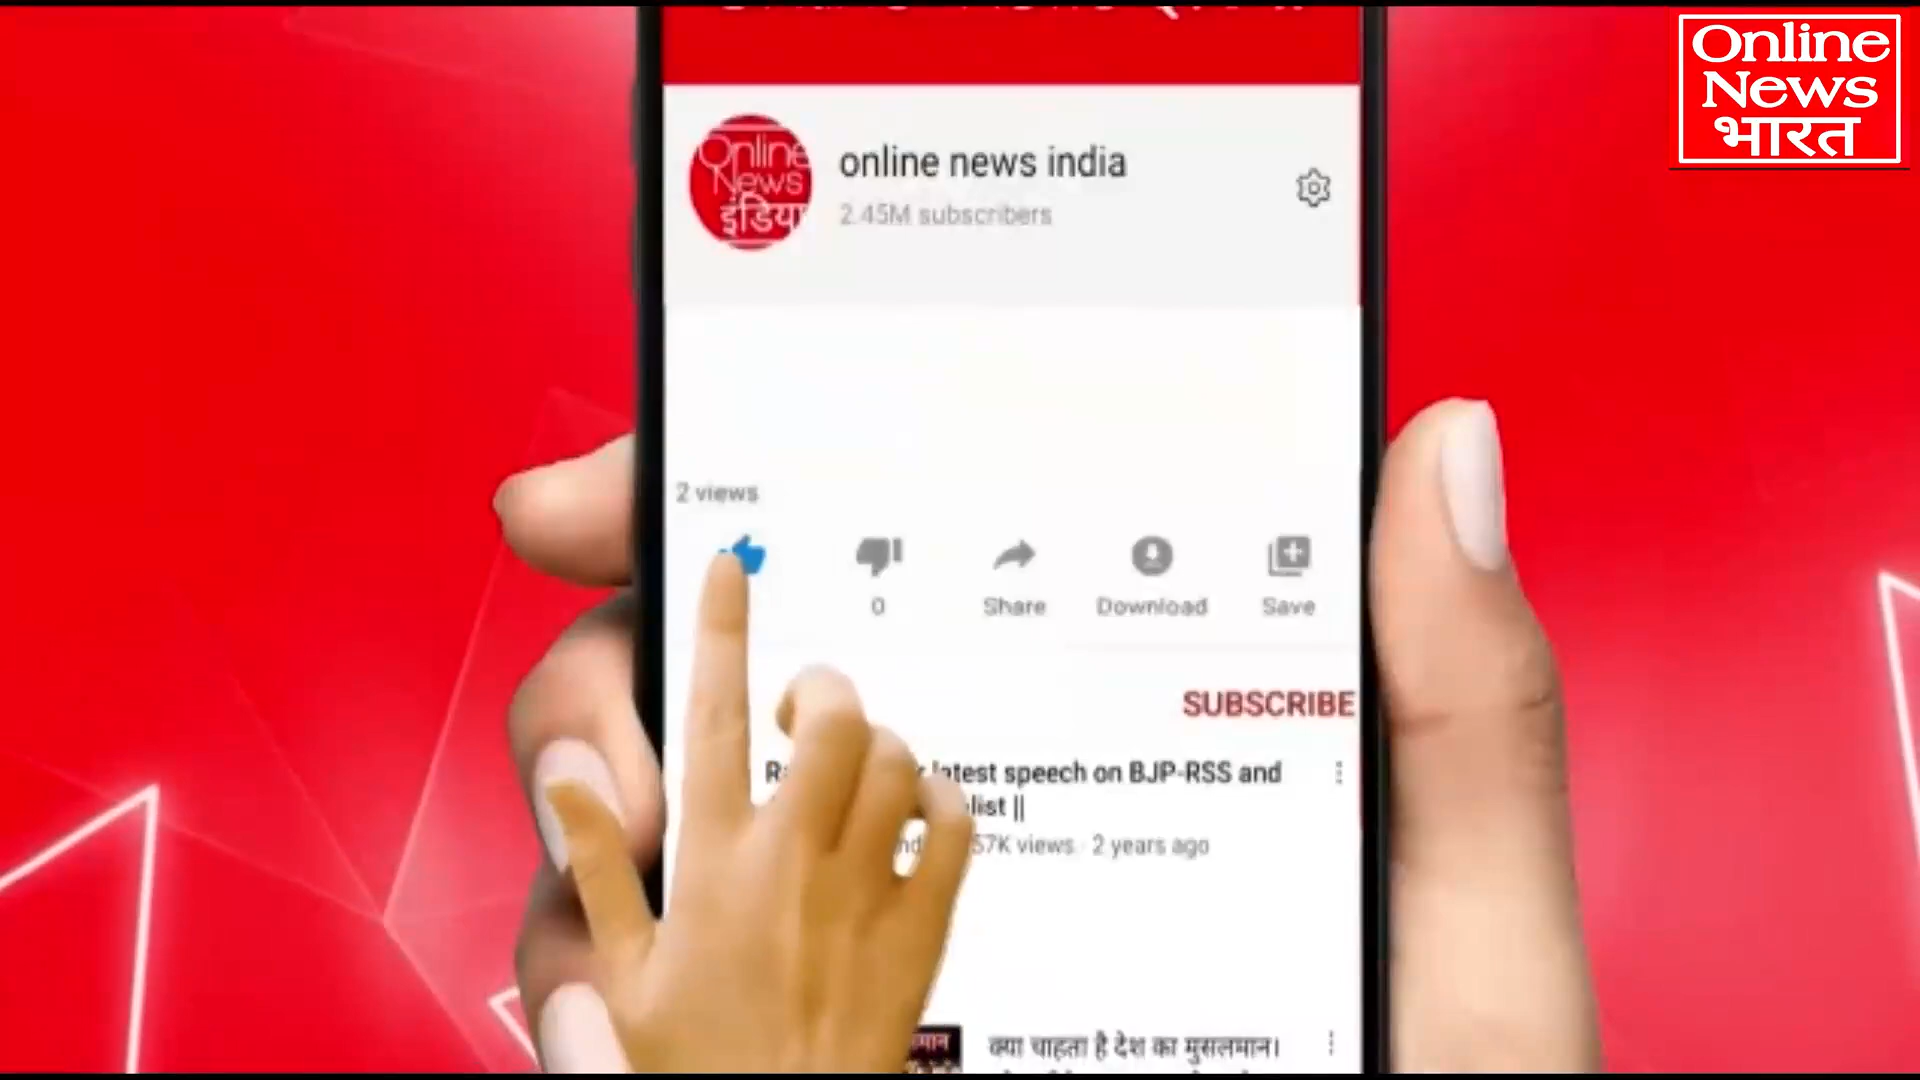 Online
News
भारत
Online
News
इंडिया
online news india
2.45M subscribers
2 views
0
Share
Download
Save
SUBSCRIBE
latest speech on BJP-RSS and
57K views · 2 years ago
क्या चाहता है देश का मुसलमान।